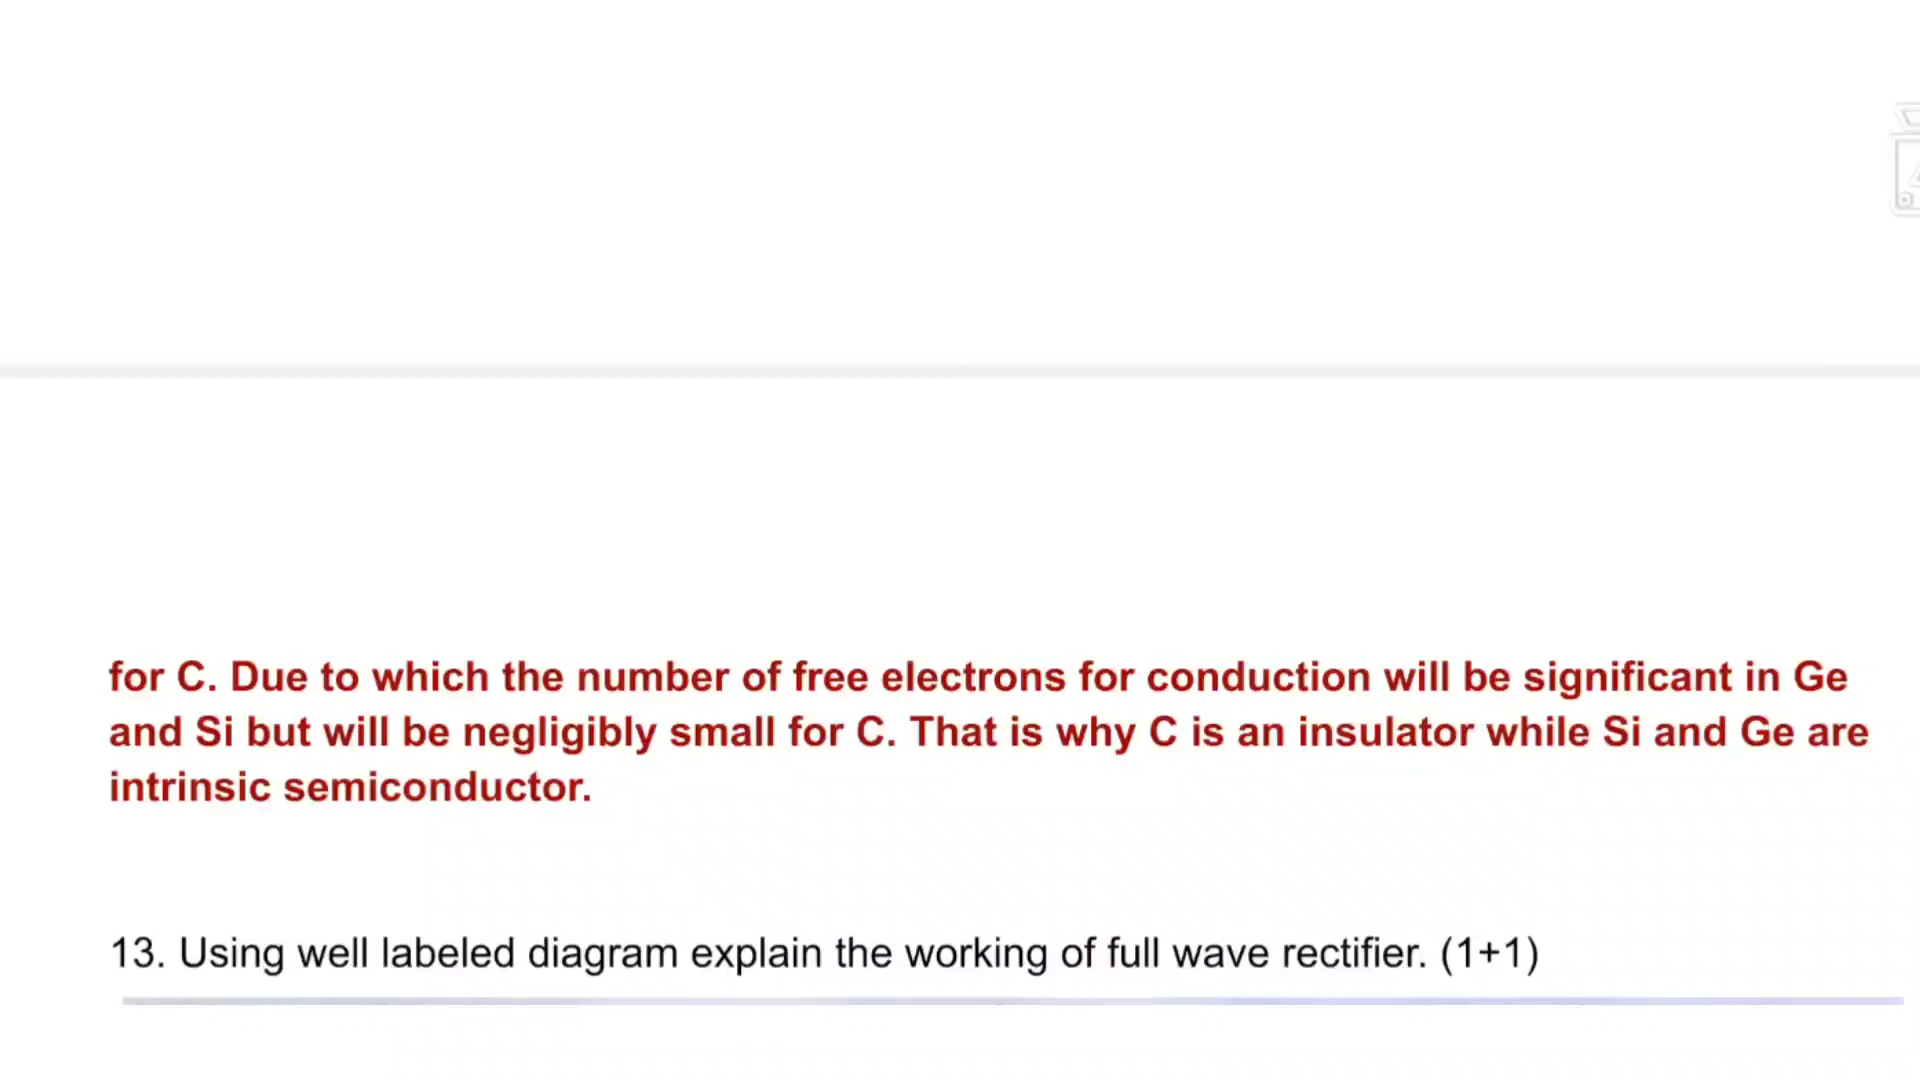 for C. Due to which the number of free electrons for conduction will be significant in Ge
and Si but will be negligibly small for C. That is why C is an insulator while Si and Ge are
intrinsic semiconductor.
13. Using well labeled diagram explain the working of full wave rectifier. (1+1)